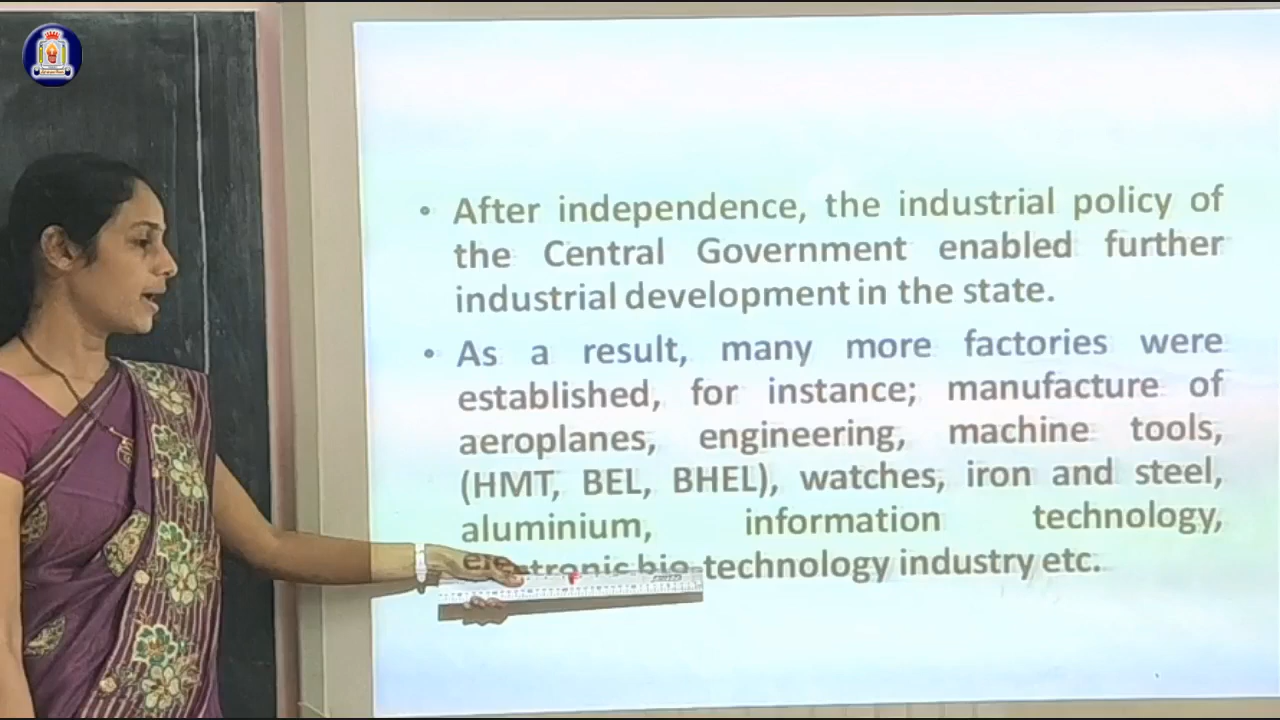 • After independence, the industrial policy of
the Central Government enabled further
industrial development in the state.
• As a result, many more factories were
established, for instance; manufacture of
aeroplanes, engineering, machine tools,
(HMT, BEL, BHEL), watches, iron and steel,
aluminium, information technology,
electronic bio-technology industry etc.